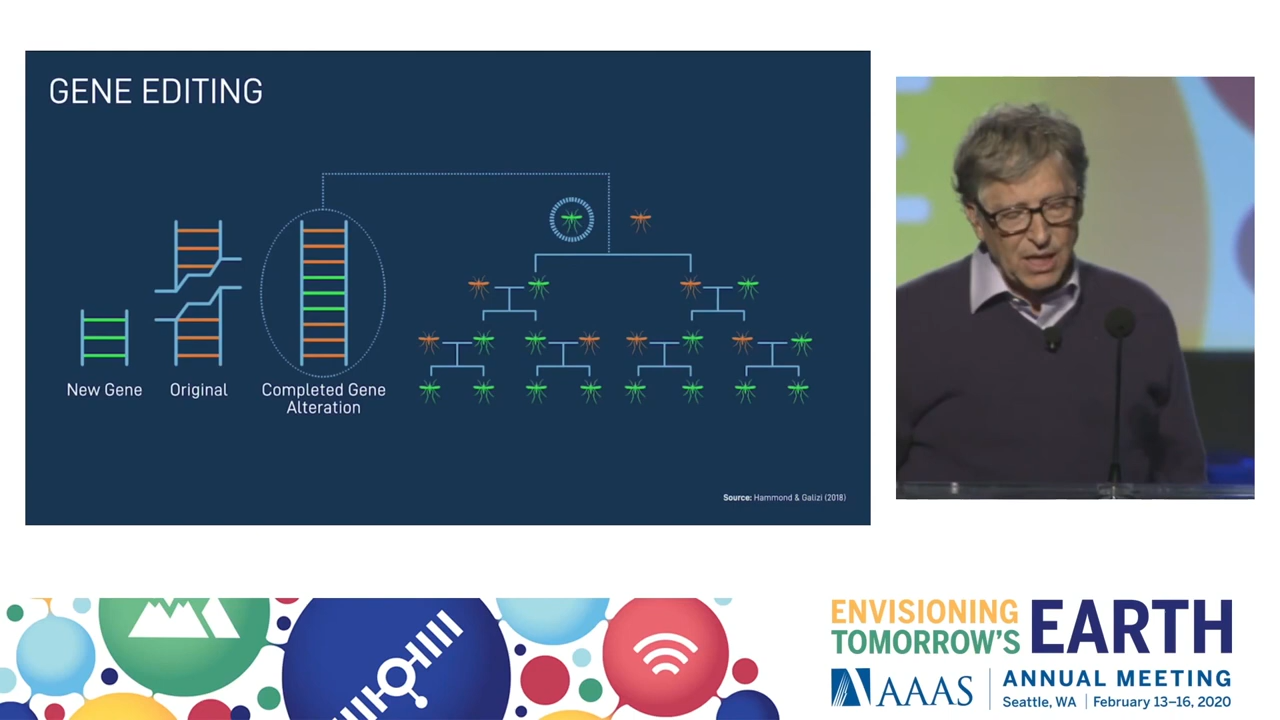 GENE EDITING
New Gene
Original
Completed Gene
Alteration
Source: Hammond & Galizi (2018)
ENVISIONING
TOMORROW'S
EARTH
AAAS
ANNUAL MEETING
Seattle, WA | February 13–16, 2020